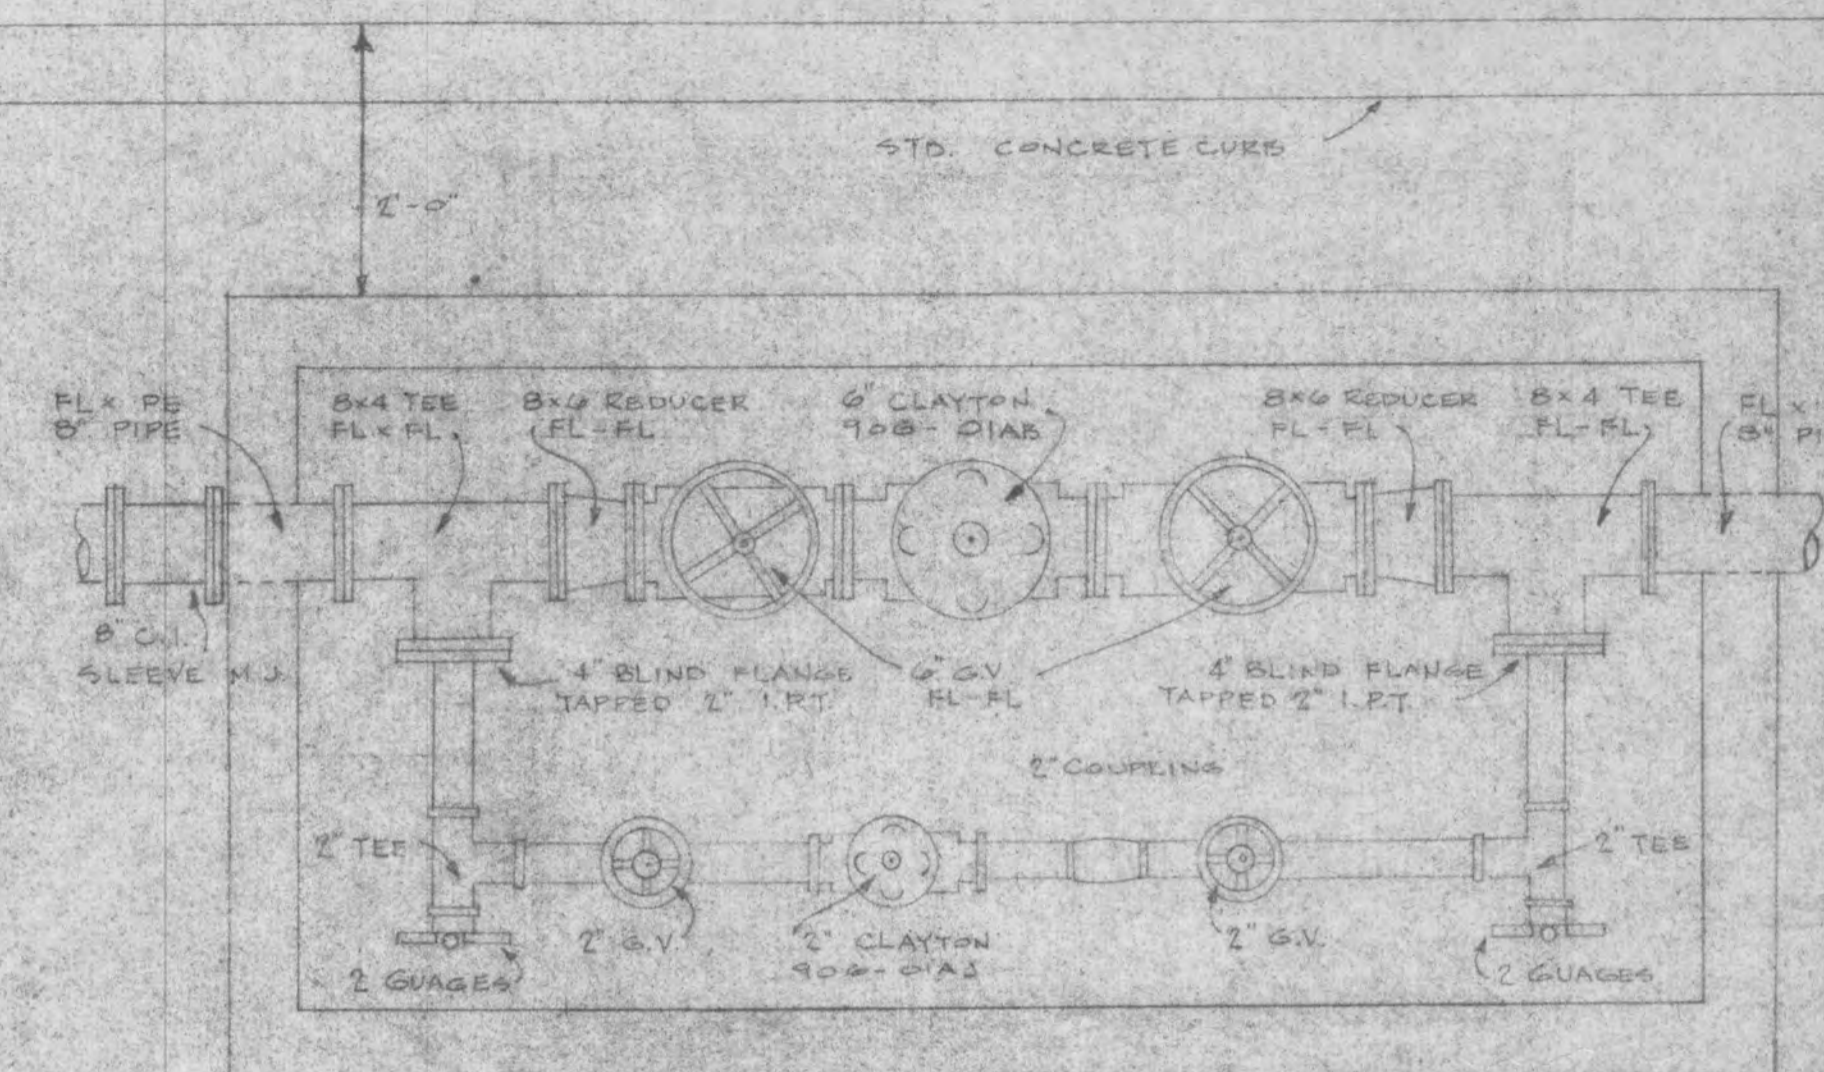 STD. CONCRETE CURB
2'-0"
FL x PE
8" PIPE
8x4 TEE
FL x FL
8x6 REDUCER
FL-FL
6" CLAYTON
90G-01AB
8x6 REDUCER
FL-FL
8x4 TEE
FL-FL
FL x
8"
8" C.I.
SLEEVE M.J.
4" BLIND FLANGE
TAPPED 2" I.P.T.
6" G.V.
FL-FL
4" BLIND FLANGE
TAPPED 2" I.P.T.
2" COUPLING
2" TEE
2" TEE
2" G.V.
2" CLAYTON
90G-01AS
2" G.V.
2 GUAGES
2 GUAGES